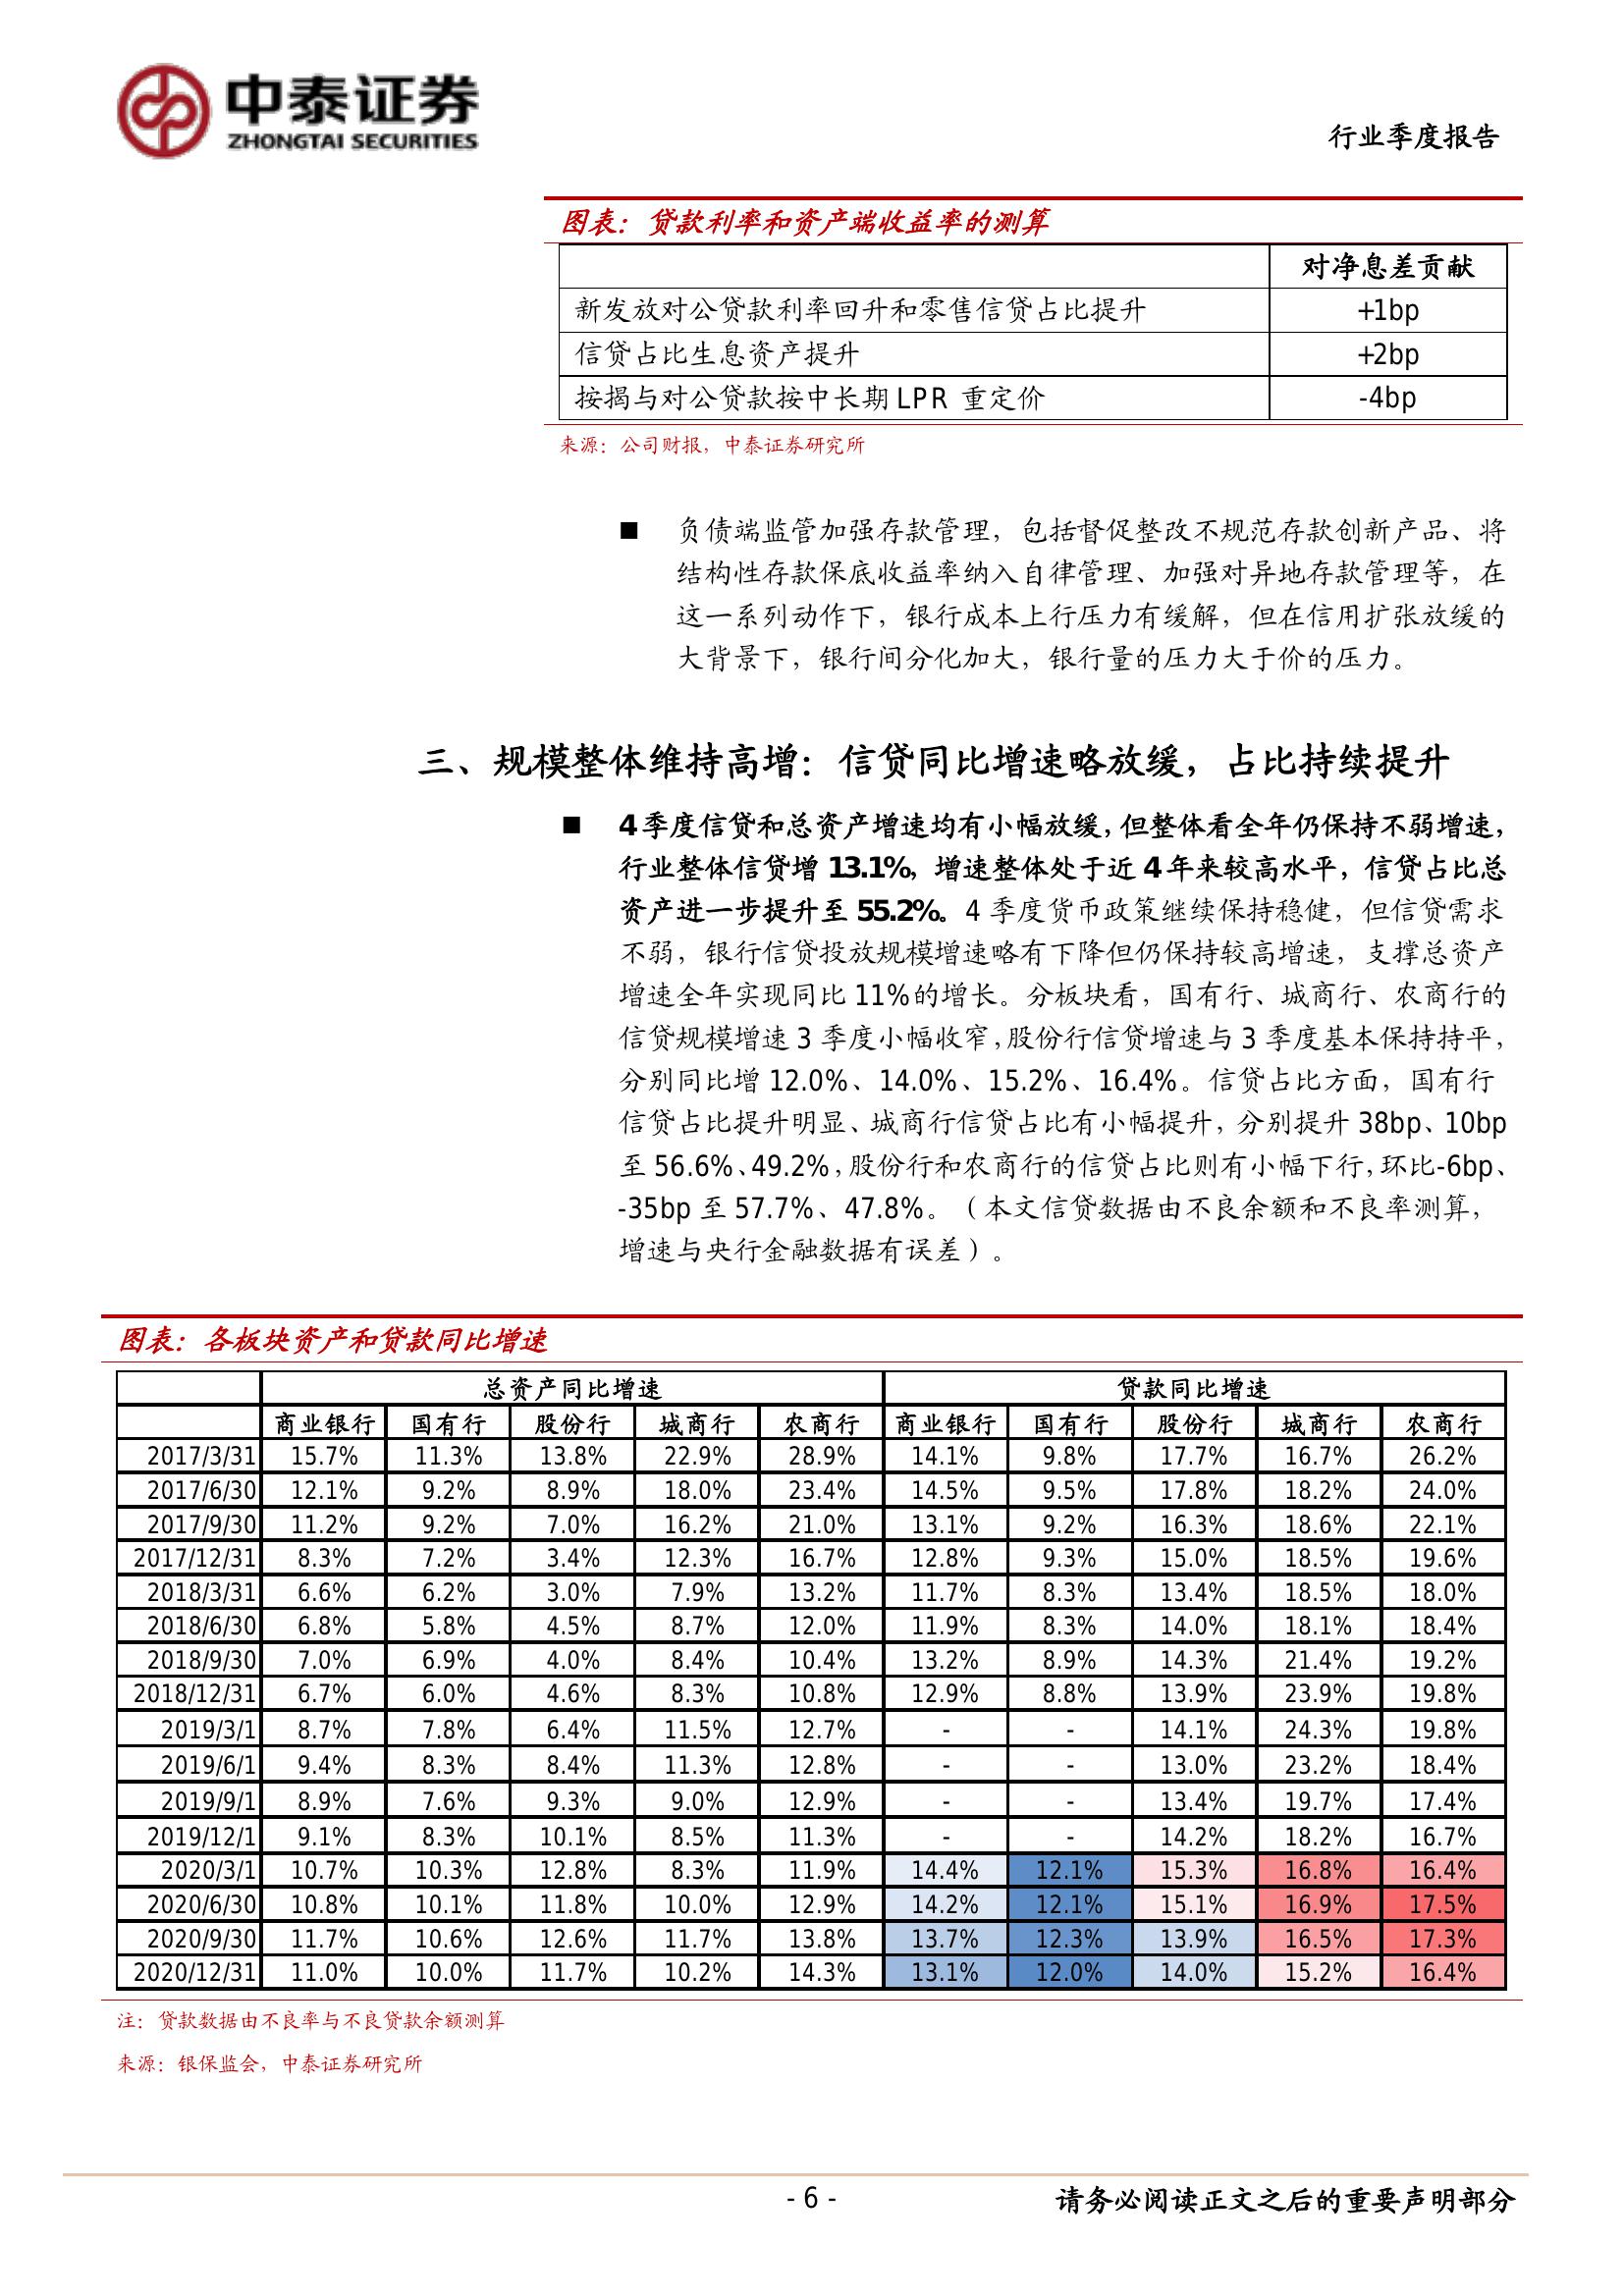 中泰证券
ZHONGTAI SECURITIES
行业季度报告
图表：贷款利率和资产端收益率的测算
对净息差贡献
新发放对公贷款利率回升和零售信贷占比提升 +1bp
信贷占比生息资产提升 +2bp
按揭与对公贷款按中长期 LPR 重定价 -4bp
来源：公司财报，中泰证券研究所
■ 负债端监管加强存款管理，包括督促整改不规范存款创新产品、将
结构性存款保底收益率纳入自律管理、加强对异地存款管理等，在
这一系列动作下，银行成本上行压力有缓解，但在信用扩张放缓的
大背景下，银行间分化加大，银行量的压力大于价的压力。
三、规模整体维持高增：信贷同比增速略放缓，占比持续提升
■ 4 季度信贷和总资产增速均有小幅放缓，但整体看全年仍保持不弱增速，
行业整体信贷增 13.1%，增速整体处于近 4 年来较高水平，信贷占比总
资产进一步提升至 55.2%。4 季度货币政策继续保持稳健，但信贷需求
不弱，银行信贷投放规模增速略有下降但仍保持较高增速，支撑总资产
增速全年实现同比 11%的增长。分板块看，国有行、城商行、农商行的
信贷规模增速 3 季度小幅收窄，股份行信贷增速与 3 季度基本保持持平，
分别同比增 12.0%、14.0%、15.2%、16.4%。信贷占比方面，国有行
信贷占比提升明显、城商行信贷占比有小幅提升，分别提升 38bp、10bp
至 56.6%、49.2%，股份行和农商行的信贷占比则有小幅下行，环比-6bp、
-35bp 至 57.7%、47.8%。（本文信贷数据由不良余额和不良率测算，
增速与央行金融数据有误差）。
图表：各板块资产和贷款同比增速
总资产同比增速 贷款同比增速
商业银行 国有行 股份行 城商行 农商行 商业银行 国有行 股份行 城商行 农商行
2017/3/31 15.7% 11.3% 13.8% 22.9% 28.9% 14.1% 9.8% 17.7% 16.7% 26.2%
2017/6/30 12.1% 9.2% 8.9% 18.0% 23.4% 14.5% 9.5% 17.8% 18.2% 24.0%
2017/9/30 11.2% 9.2% 7.0% 16.2% 21.0% 13.1% 9.2% 16.3% 18.6% 22.1%
2017/12/31 8.3% 7.2% 3.4% 12.3% 16.7% 12.8% 9.3% 15.0% 18.5% 19.6%
2018/3/31 6.6% 6.2% 3.0% 7.9% 13.2% 11.7% 8.3% 13.4% 18.5% 18.0%
2018/6/30 6.8% 5.8% 4.5% 8.7% 12.0% 11.9% 8.3% 14.0% 18.1% 18.4%
2018/9/30 7.0% 6.9% 4.0% 8.4% 10.4% 13.2% 8.9% 14.3% 21.4% 19.2%
2018/12/31 6.7% 6.0% 4.6% 8.3% 10.8% 12.9% 8.8% 13.9% 23.9% 19.8%
2019/3/1 8.7% 7.8% 6.4% 11.5% 12.7% - - 14.1% 24.3% 19.8%
2019/6/1 9.4% 8.3% 8.4% 11.3% 12.8% - - 13.0% 23.2% 18.4%
2019/9/1 8.9% 7.6% 9.3% 9.0% 12.9% - - 13.4% 19.7% 17.4%
2019/12/1 9.1% 8.3% 10.1% 8.5% 11.3% - - 14.2% 18.2% 16.7%
2020/3/1 10.7% 10.3% 12.8% 8.3% 11.9% 14.4% 12.1% 15.3% 16.8% 16.4%
2020/6/30 10.8% 10.1% 11.8% 10.0% 12.9% 14.2% 12.1% 15.1% 16.9% 17.5%
2020/9/30 11.7% 10.6% 12.6% 11.7% 13.8% 13.7% 12.3% 13.9% 16.5% 17.3%
2020/12/31 11.0% 10.0% 11.7% 10.2% 14.3% 13.1% 12.0% 14.0% 15.2% 16.4%
注：贷款数据由不良率与不良贷款余额测算
来源：银保监会，中泰证券研究所
- 6 -
请务必阅读正文之后的重要声明部分